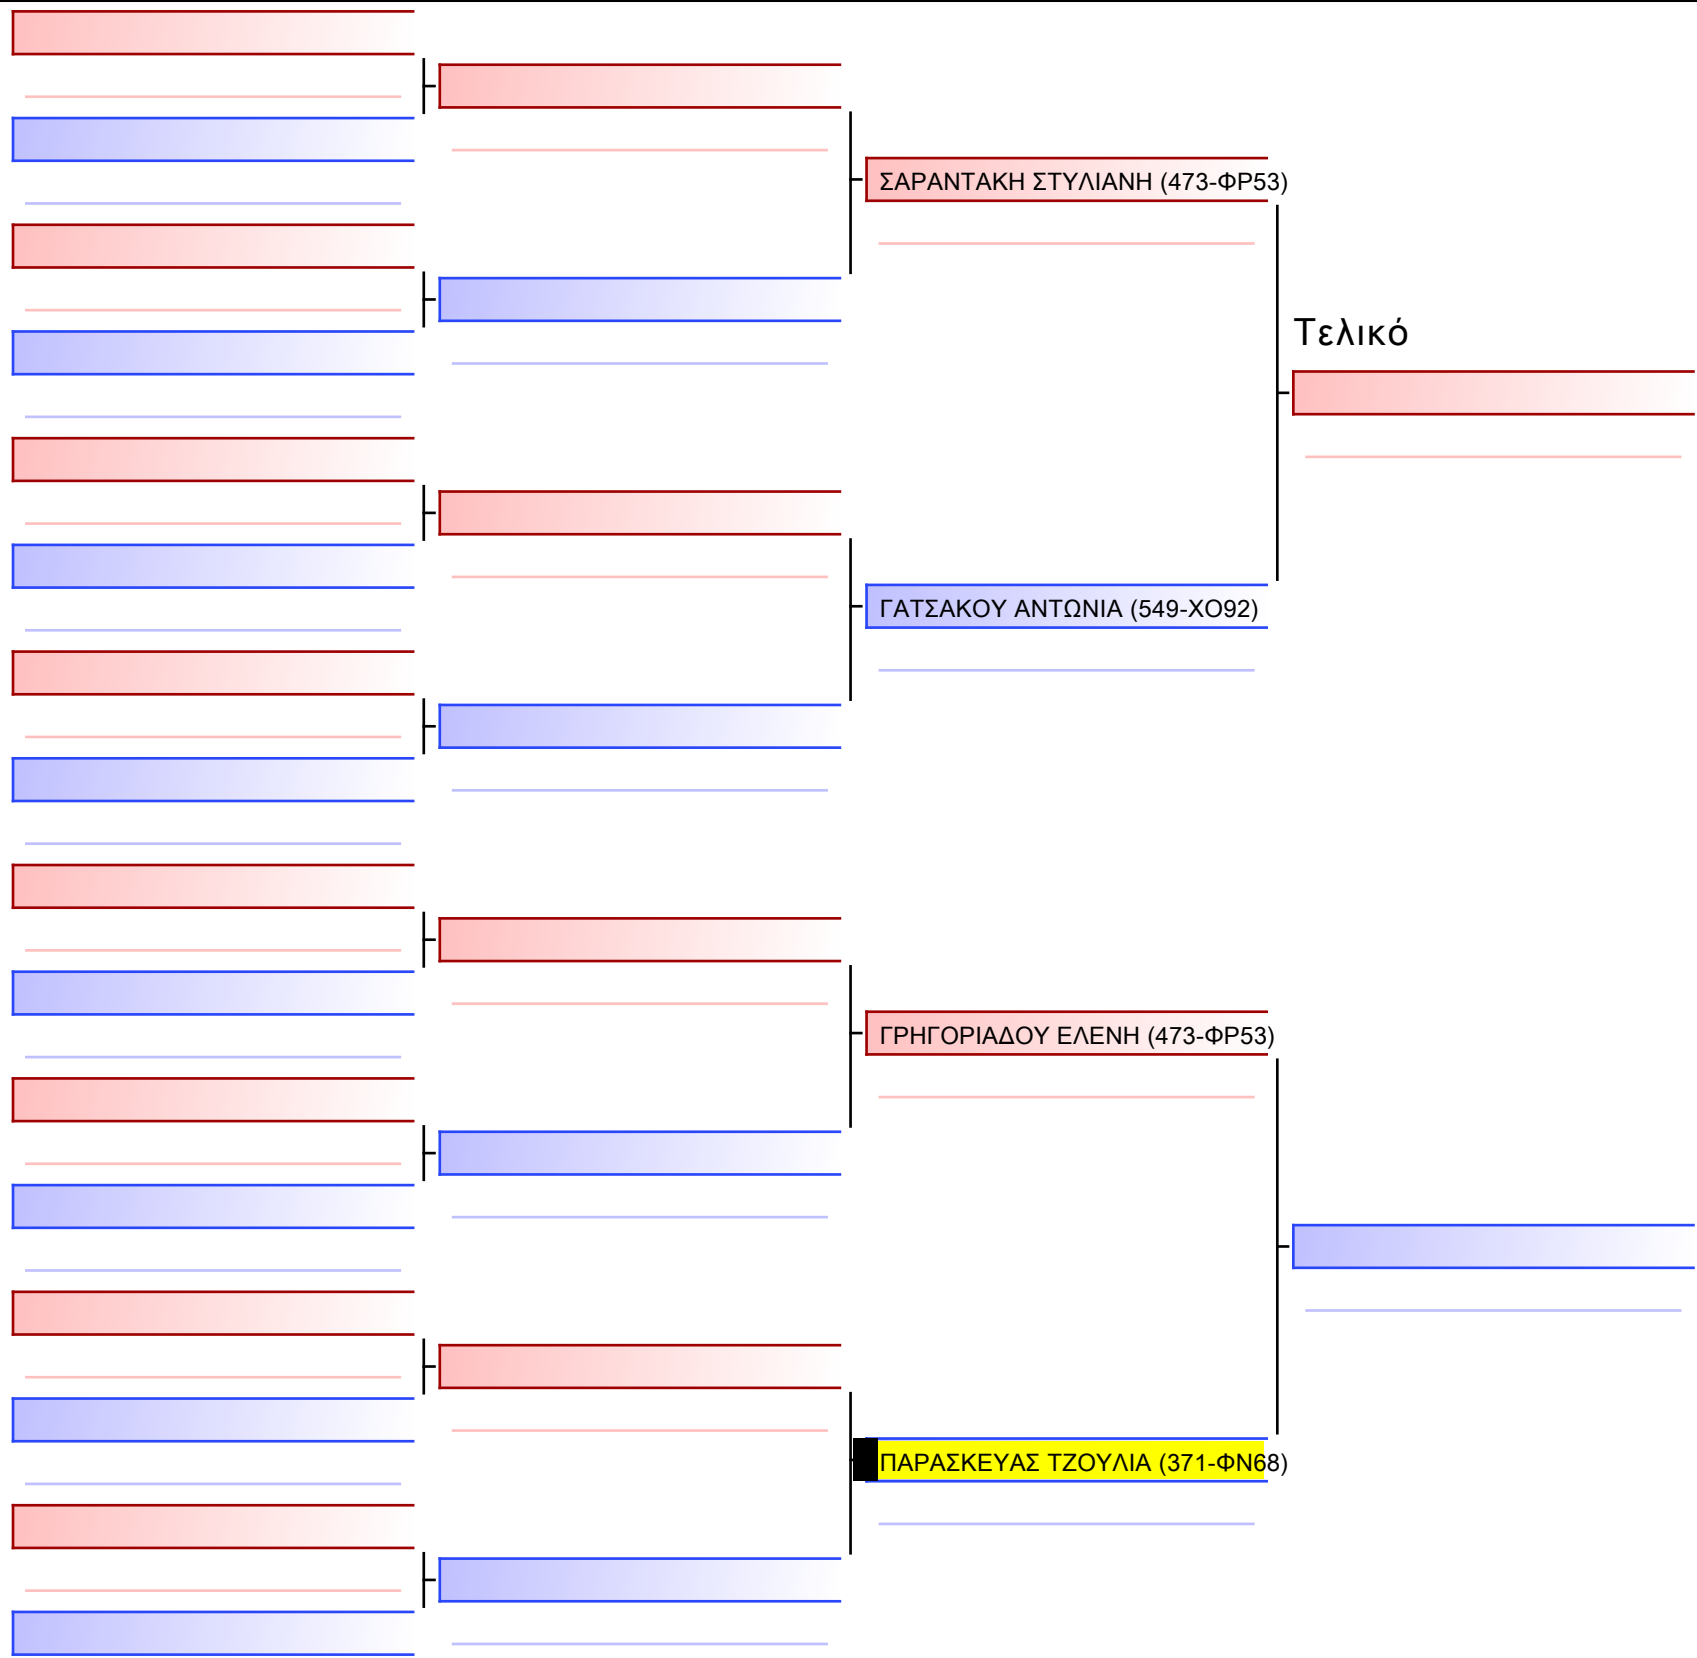 ΣΑΡΑΝΤΑΚΗ ΣΤΥΛΙΑΝΗ (473-ΦΡ53)
Τελικό
ΓΑΤΣΑΚΟΥ ΑΝΤΩΝΙΑ (549-ΧΟ92)
ΓΡΗΓΟΡΙΑΔΟΥ ΕΛΕΝΗ (473-ΦΡ53)
ΠΑΡΑΣΚΕΥΑΣ ΤΖΟΥΛΙΑ (371-ΦΝ68)